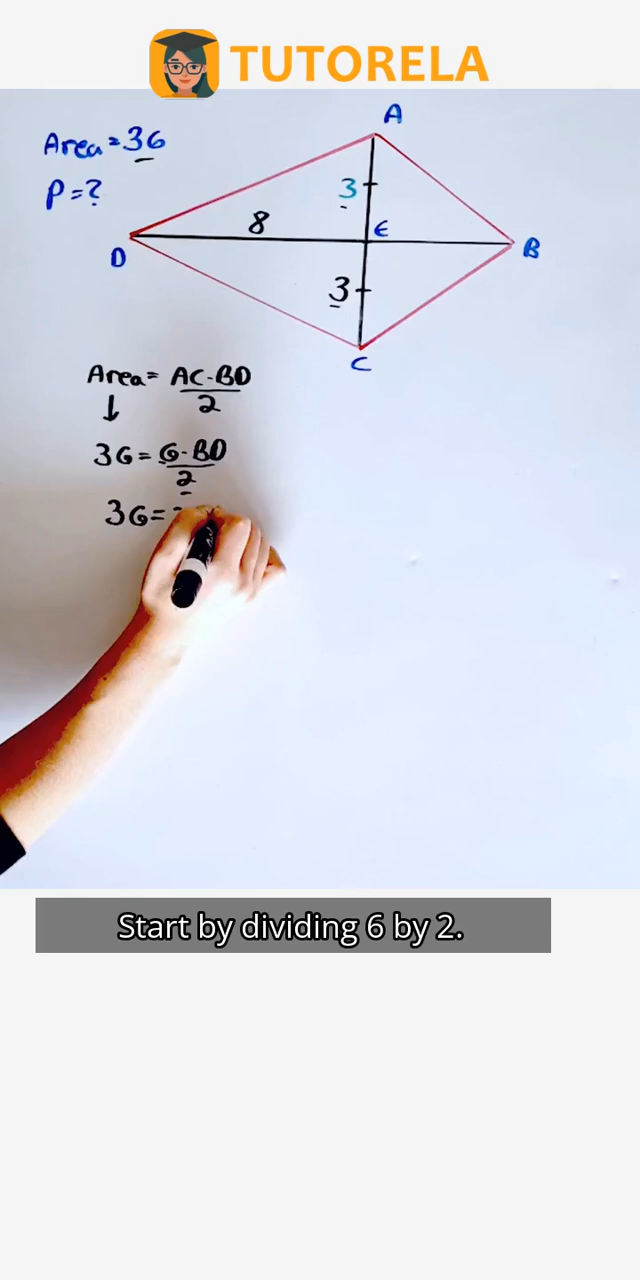 TUTORELA
Area = 36
P = ?
A
3
8
E
D
B
3
C
Area = AC · BD
2
↓
36 = 6 · BD
2
36 =
Start by dividing 6 by 2.